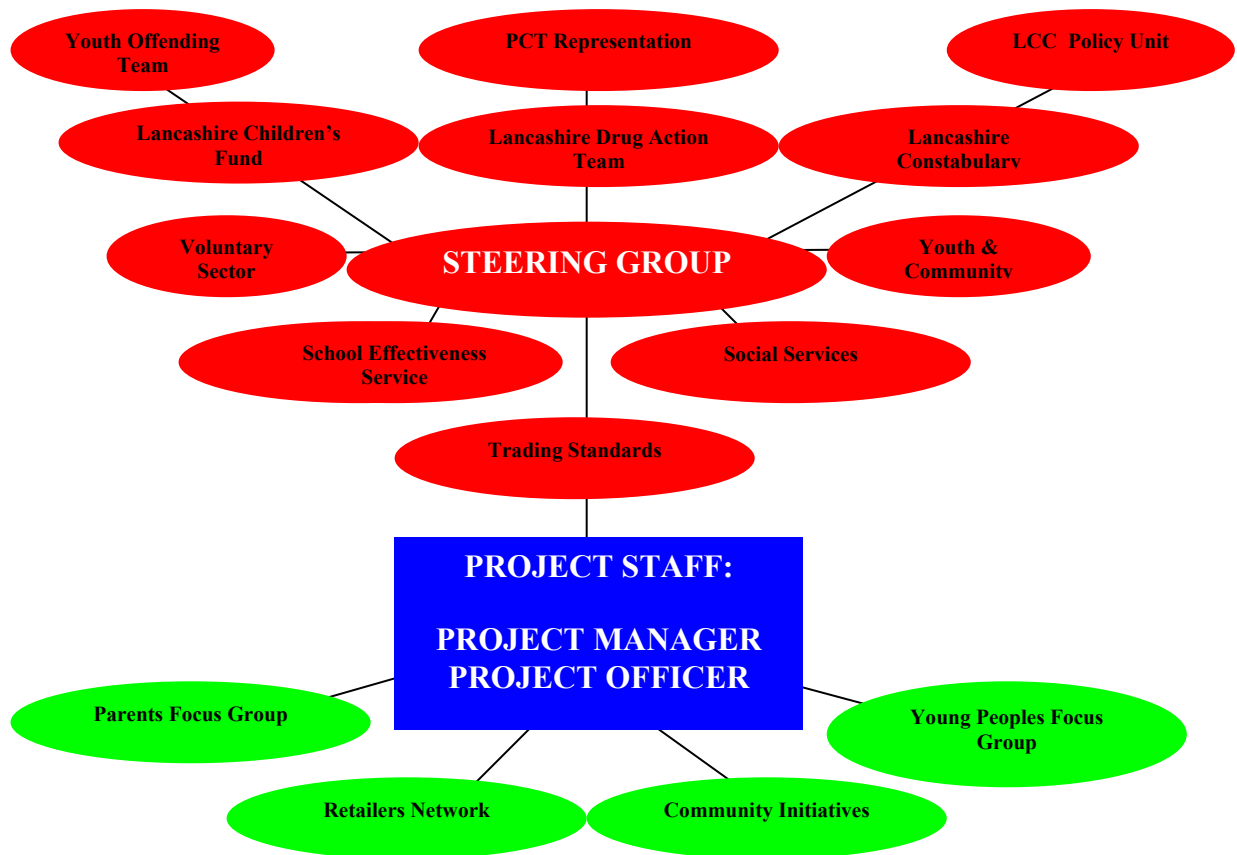 Youth Offending
Team
PCT Representation
LCC Policy Unit
Lancashire Children's
Fund
Lancashire Drug Action
Team
Lancashire
Constabulary
Voluntary
Sector
STEERING GROUP
Youth &
Community
School Effectiveness
Service
Social Services
Trading Standards
PROJECT STAFF:
PROJECT MANAGER
PROJECT OFFICER
Parents Focus Group
Young Peoples Focus
Group
Retailers Network
Community Initiatives